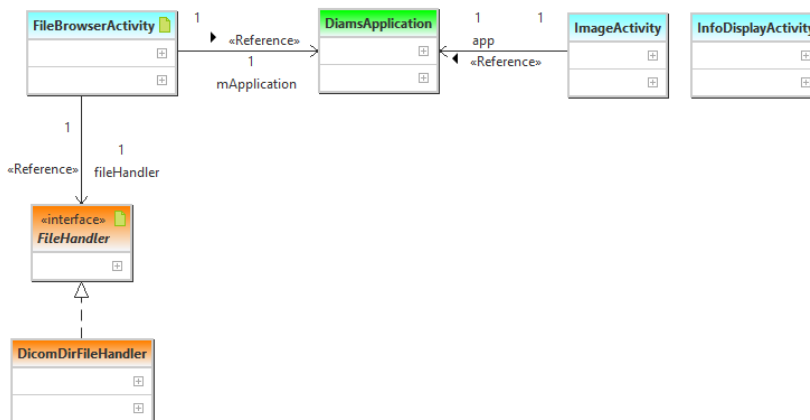 FileBrowserActivity
1
«Reference»
1
mApplication
DiamsApplication
1
1
app
«Reference»
ImageActivity
InfoDisplayActivity
1
1
«Reference»
fileHandler
«interface»
FileHandler
DicomDirFileHandler